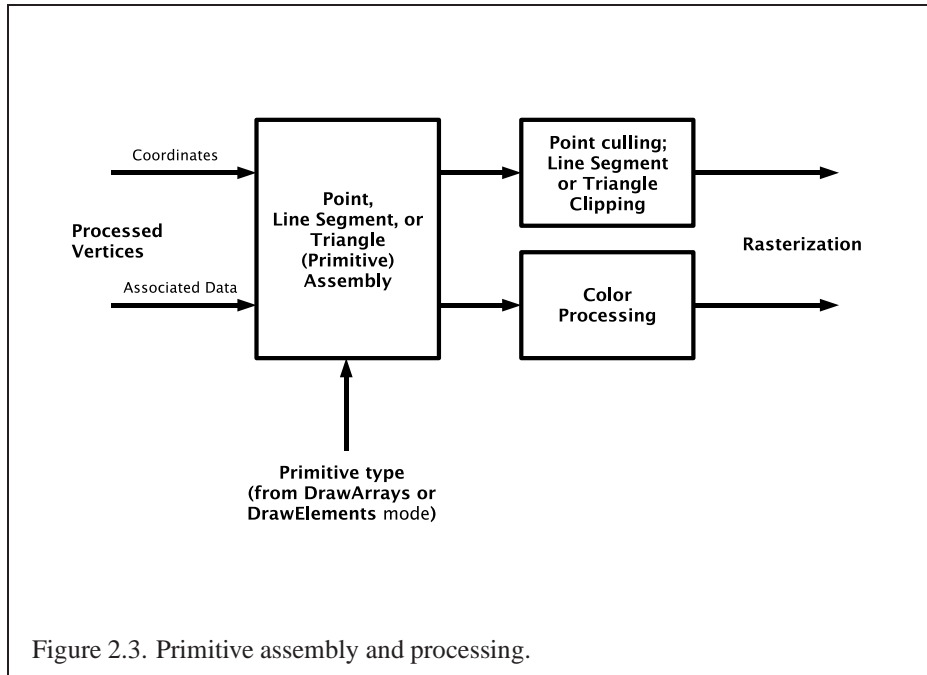 Coordinates
Processed
Vertices
Associated Data
Point,
Line Segment, or
Triangle
(Primitive)
Assembly
Point culling;
Line Segment
or Triangle
Clipping
Color
Processing
Rasterization
Primitive type
(from DrawArrays or
DrawElements mode)
Figure 2.3. Primitive assembly and processing.